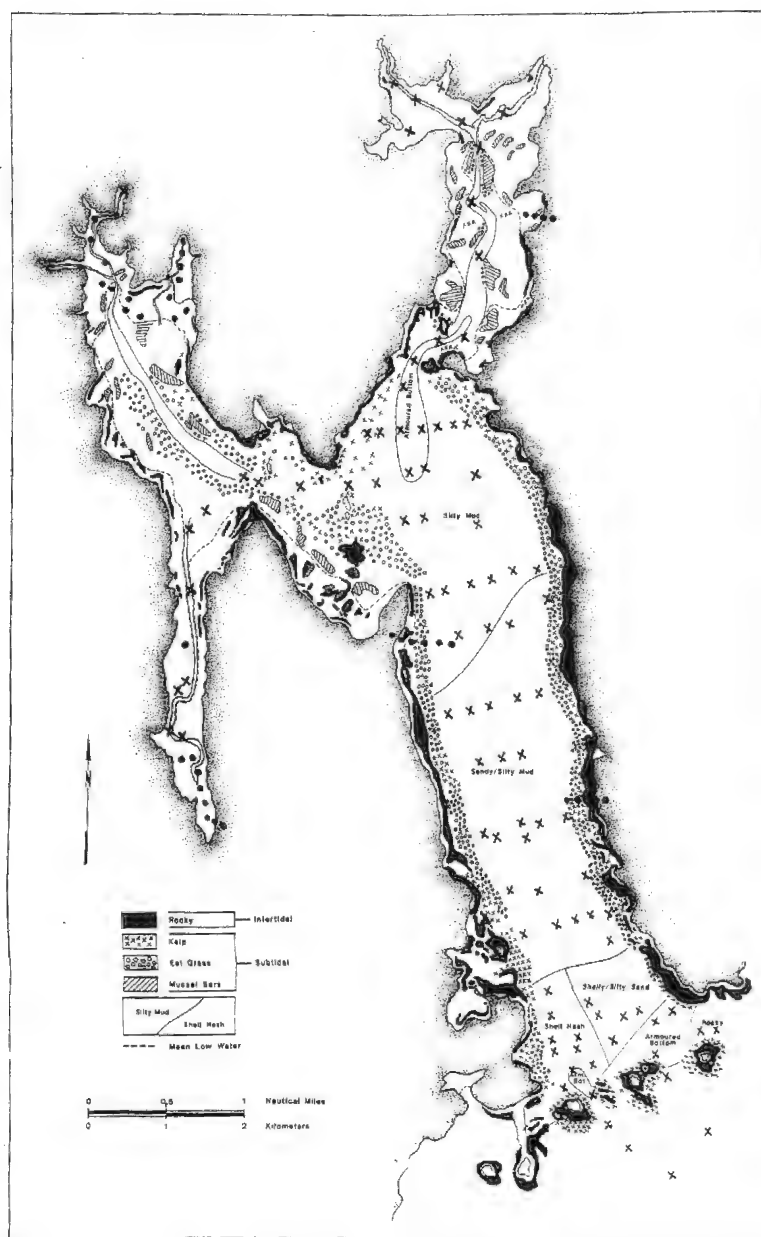 Armoured Bottom
Silty Mud
Sandy/Silty Mud
Shelly/Silty Sand
Shell Hash
Armoured
Bottom
Rocky
Rocky
Intertidal
Kelp
Eel Grass
Subtidal
Mussel Bars
Silty Mud
Shell Hash
Mean Low Water
0 0.5 1 Nautical Miles
0 1 2 Kilometers